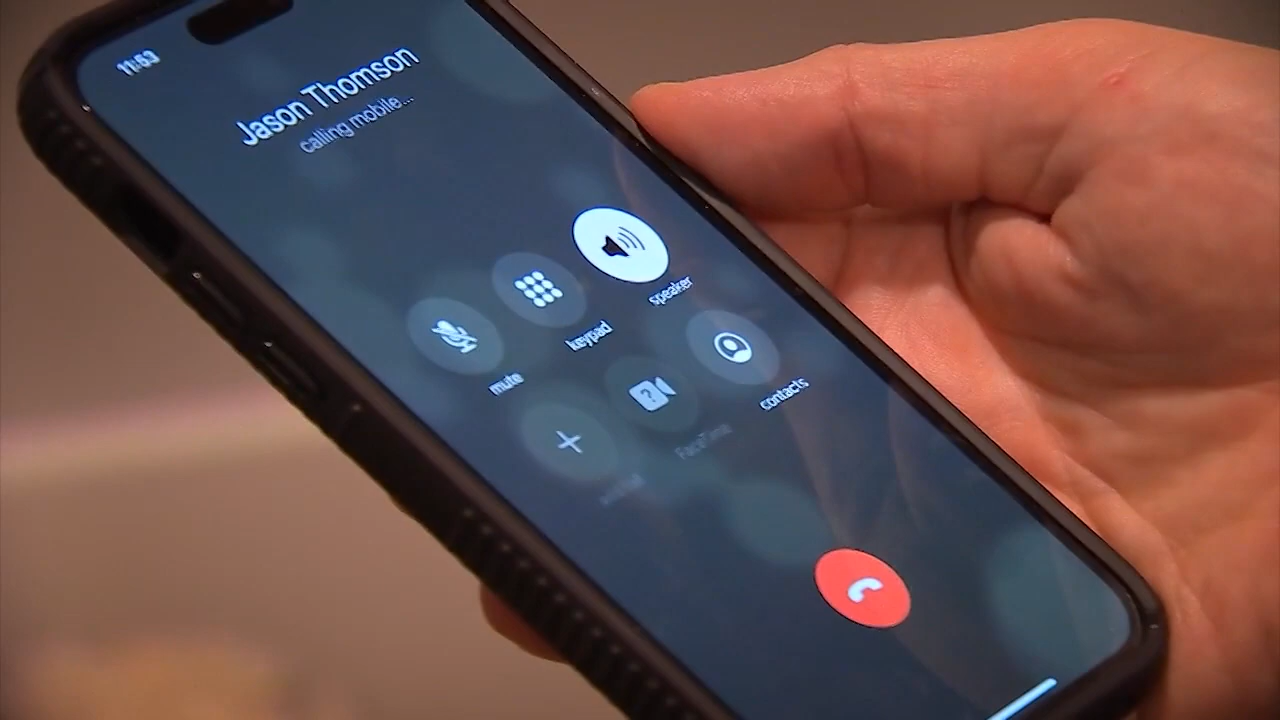 11:53
Jason Thomson
calling mobile...
speaker
keypad
mute
contacts
FaceTime